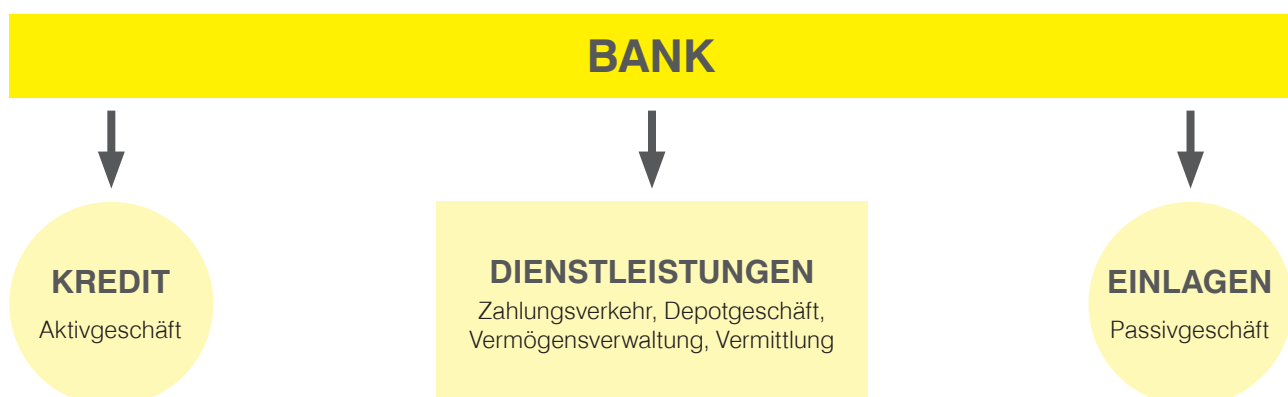 BANK
KREDIT
Aktivgeschäft
DIENSTLEISTUNGEN
Zahlungsverkehr, Depotgeschäft,
Vermögensverwaltung, Vermittlung
EINLAGEN
Passivgeschäft